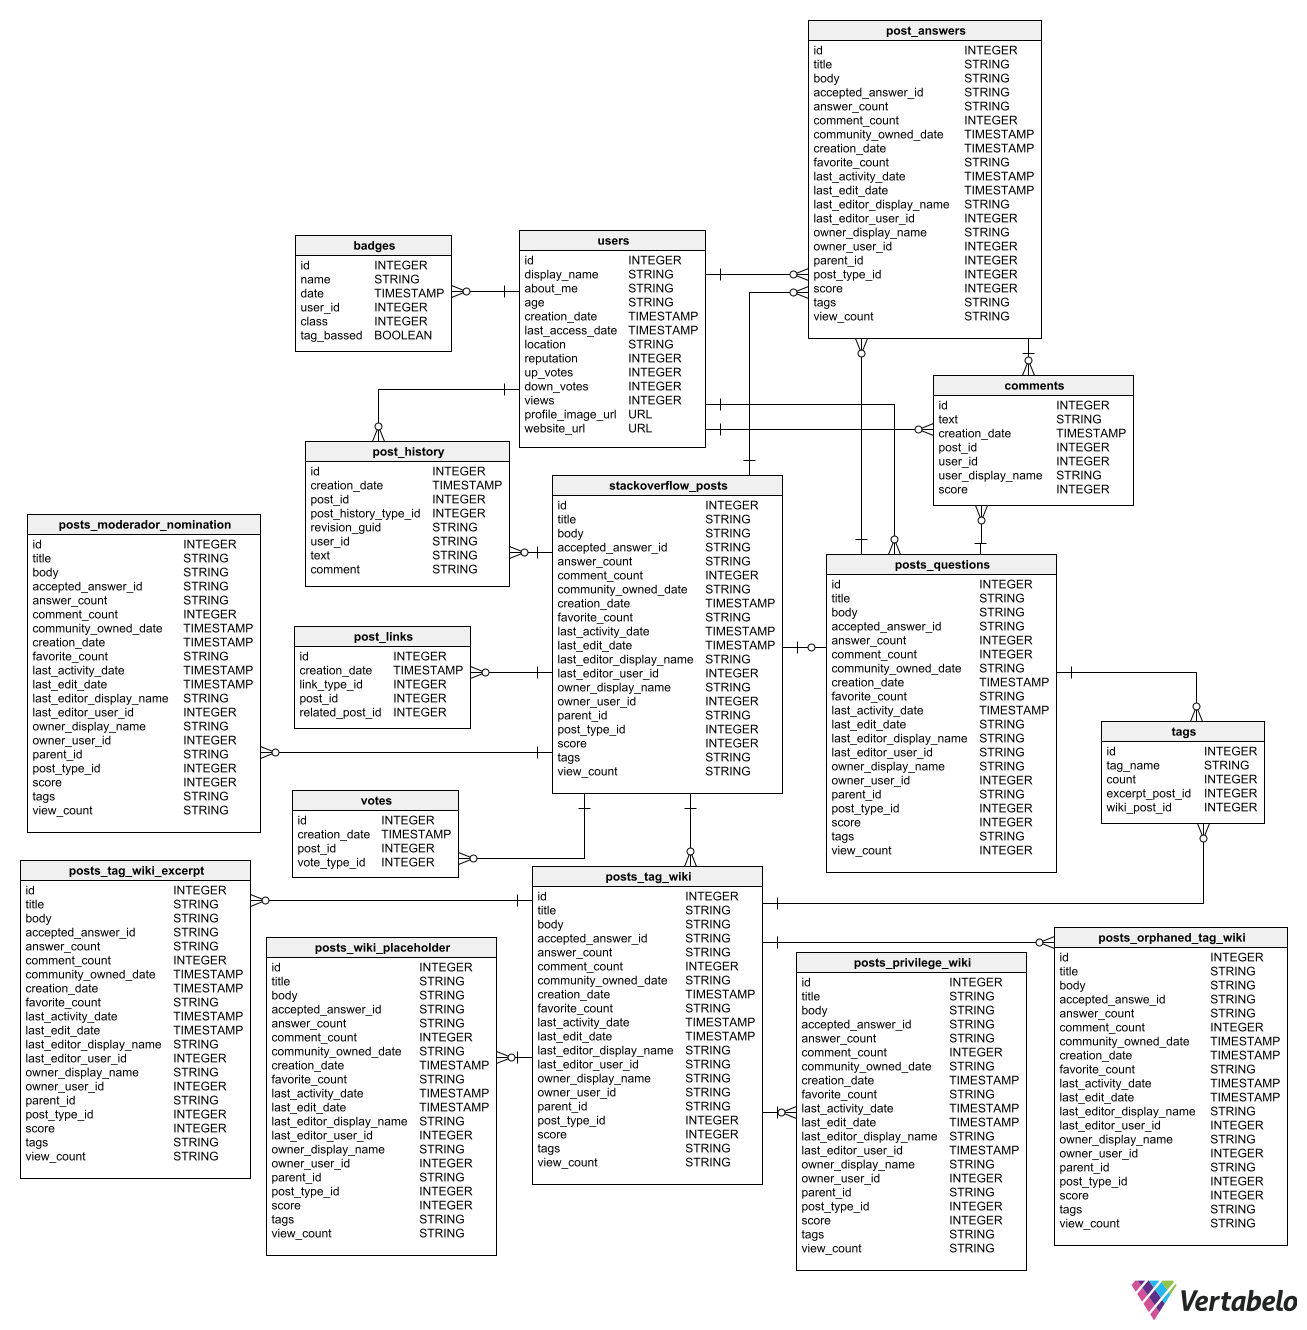 post_answers
id INTEGER
title STRING
body STRING
accepted_answer_id STRING
answer_count STRING
comment_count INTEGER
community_owned_date TIMESTAMP
creation_date TIMESTAMP
favorite_count STRING
last_activity_date TIMESTAMP
last_edit_date TIMESTAMP
last_editor_display_name STRING
last_editor_user_id INTEGER
owner_display_name STRING
owner_user_id INTEGER
parent_id INTEGER
post_type_id INTEGER
score INTEGER
tags STRING
view_count STRING
badges
id INTEGER
name STRING
date TIMESTAMP
user_id INTEGER
class INTEGER
tag_bassed BOOLEAN
users
id INTEGER
display_name STRING
about_me STRING
age STRING
creation_date TIMESTAMP
last_access_date TIMESTAMP
location STRING
reputation INTEGER
up_votes INTEGER
down_votes INTEGER
views INTEGER
profile_image_url URL
website_url URL
comments
id INTEGER
text STRING
creation_date TIMESTAMP
post_id INTEGER
user_id INTEGER
user_display_name STRING
score INTEGER
post_history
id INTEGER
creation_date TIMESTAMP
post_id INTEGER
post_history_type_id INTEGER
revision_guid STRING
user_id STRING
text STRING
comment STRING
stackoverflow_posts
id INTEGER
title STRING
body STRING
accepted_answer_id STRING
answer_count STRING
comment_count INTEGER
community_owned_date STRING
creation_date TIMESTAMP
favorite_count STRING
last_activity_date TIMESTAMP
last_edit_date TIMESTAMP
last_editor_display_name STRING
last_editor_user_id INTEGER
owner_display_name STRING
owner_user_id INTEGER
parent_id STRING
post_type_id INTEGER
score INTEGER
tags STRING
view_count STRING
posts_moderador_nomination
id INTEGER
title STRING
body STRING
accepted_answer_id STRING
answer_count STRING
comment_count INTEGER
community_owned_date TIMESTAMP
creation_date TIMESTAMP
favorite_count STRING
last_activity_date TIMESTAMP
last_edit_date TIMESTAMP
last_editor_display_name STRING
last_editor_user_id INTEGER
owner_display_name STRING
owner_user_id INTEGER
parent_id STRING
post_type_id INTEGER
score INTEGER
tags STRING
view_count STRING
posts_questions
id INTEGER
title STRING
body STRING
accepted_answer_id STRING
answer_count INTEGER
comment_count INTEGER
community_owned_date STRING
creation_date TIMESTAMP
favorite_count STRING
last_activity_date TIMESTAMP
last_edit_date STRING
last_editor_display_name STRING
last_editor_user_id STRING
owner_display_name STRING
owner_user_id INTEGER
parent_id STRING
post_type_id INTEGER
score INTEGER
tags STRING
view_count INTEGER
post_links
id INTEGER
creation_date TIMESTAMP
link_type_id INTEGER
post_id INTEGER
related_post_id INTEGER
tags
id INTEGER
tag_name STRING
count INTEGER
excerpt_post_id INTEGER
wiki_post_id INTEGER
votes
id INTEGER
creation_date TIMESTAMP
post_id INTEGER
vote_type_id INTEGER
posts_tag_wiki_excerpt
id INTEGER
title STRING
body STRING
accepted_answer_id STRING
answer_count STRING
comment_count INTEGER
community_owned_date TIMESTAMP
creation_date TIMESTAMP
favorite_count STRING
last_activity_date TIMESTAMP
last_edit_date TIMESTAMP
last_editor_display_name STRING
last_editor_user_id INTEGER
owner_display_name STRING
owner_user_id INTEGER
parent_id STRING
post_type_id INTEGER
score INTEGER
tags STRING
view_count STRING
posts_tag_wiki
id INTEGER
title STRING
body STRING
accepted_answer_id STRING
answer_count STRING
comment_count INTEGER
community_owned_date STRING
creation_date TIMESTAMP
favorite_count STRING
last_activity_date TIMESTAMP
last_edit_date TIMESTAMP
last_editor_display_name STRING
last_editor_user_id STRING
owner_display_name STRING
owner_user_id STRING
parent_id STRING
post_type_id INTEGER
score INTEGER
tags STRING
view_count STRING
posts_wiki_placeholder
id INTEGER
title STRING
body STRING
accepted_answer_id STRING
answer_count STRING
comment_count INTEGER
community_owned_date STRING
creation_date TIMESTAMP
favorite_count STRING
last_activity_date TIMESTAMP
last_edit_date TIMESTAMP
last_editor_display_name STRING
last_editor_user_id INTEGER
owner_display_name STRING
owner_user_id INTEGER
parent_id STRING
post_type_id INTEGER
score INTEGER
tags STRING
view_count STRING
posts_privilege_wiki
id INTEGER
title STRING
body STRING
accepted_answer_id STRING
answer_count STRING
comment_count INTEGER
community_owned_date STRING
creation_date TIMESTAMP
favorite_count STRING
last_activity_date TIMESTAMP
last_edit_date TIMESTAMP
last_editor_display_name STRING
last_editor_user_id TIMESTAMP
owner_display_name STRING
owner_user_id INTEGER
parent_id STRING
post_type_id INTEGER
score INTEGER
tags STRING
view_count STRING
posts_orphaned_tag_wiki
id INTEGER
title STRING
body STRING
accepted_answe_id STRING
answer_count STRING
comment_count INTEGER
community_owned_date TIMESTAMP
creation_date TIMESTAMP
favorite_count STRING
last_activity_date TIMESTAMP
last_edit_date TIMESTAMP
last_editor_display_name STRING
last_editor_user_id INTEGER
owner_display_name STRING
owner_user_id INTEGER
parent_id STRING
post_type_id INTEGER
score INTEGER
tags STRING
view_count STRING
Vertabelo